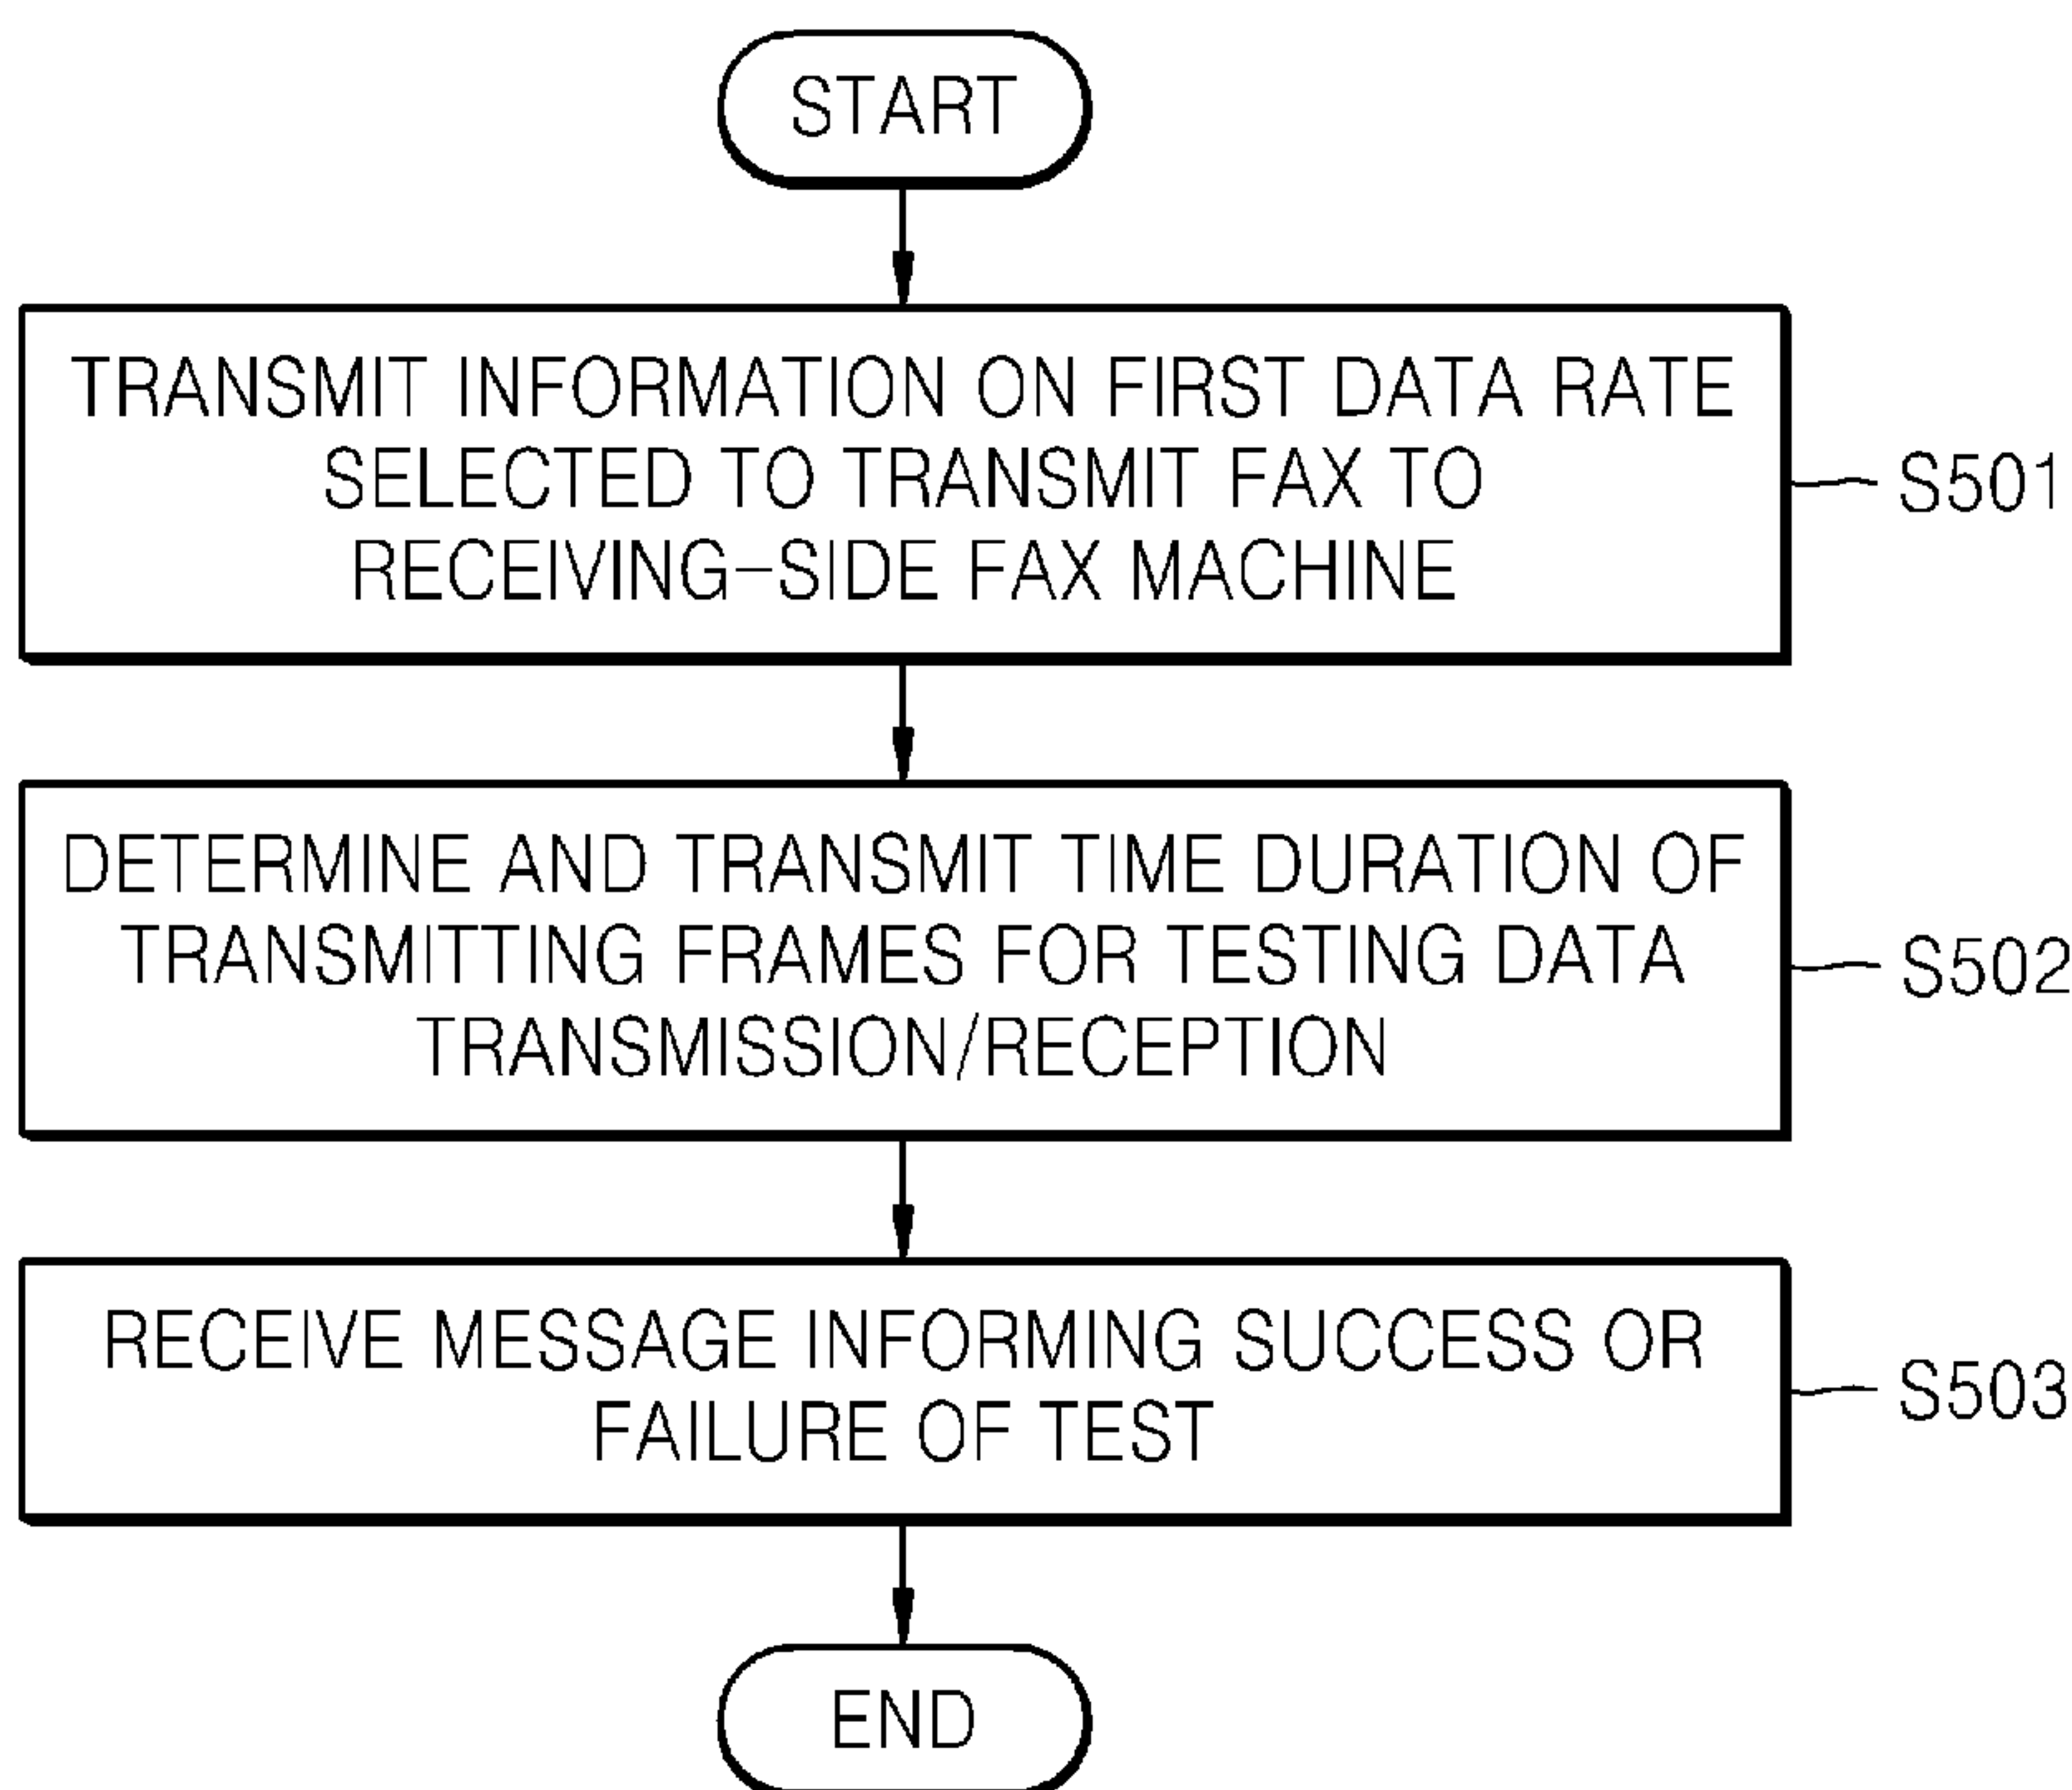 START
TRANSMIT INFORMATION ON FIRST DATA RATE
SELECTED TO TRANSMIT FAX TO
RECEIVING-SIDE FAX MACHINE
S501
DETERMINE AND TRANSMIT TIME DURATION OF
TRANSMITTING FRAMES FOR TESTING DATA
TRANSMISSION/RECEPTION
S502
RECEIVE MESSAGE INFORMING SUCCESS OR
FAILURE OF TEST
S503
END